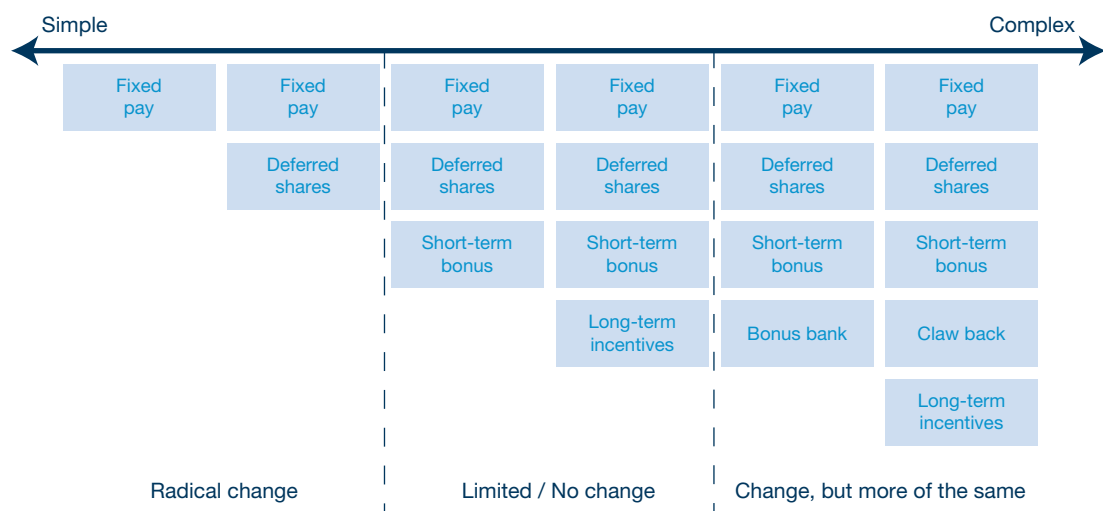 Simple
Complex
Fixed
pay
Fixed
pay
Fixed
pay
Fixed
pay
Fixed
pay
Fixed
pay
Deferred
shares
Deferred
shares
Deferred
shares
Deferred
shares
Deferred
shares
Short-term
bonus
Short-term
bonus
Short-term
bonus
Short-term
bonus
Long-term
incentives
Bonus bank
Claw back
Long-term
incentives
Radical change
Limited / No change
Change, but more of the same